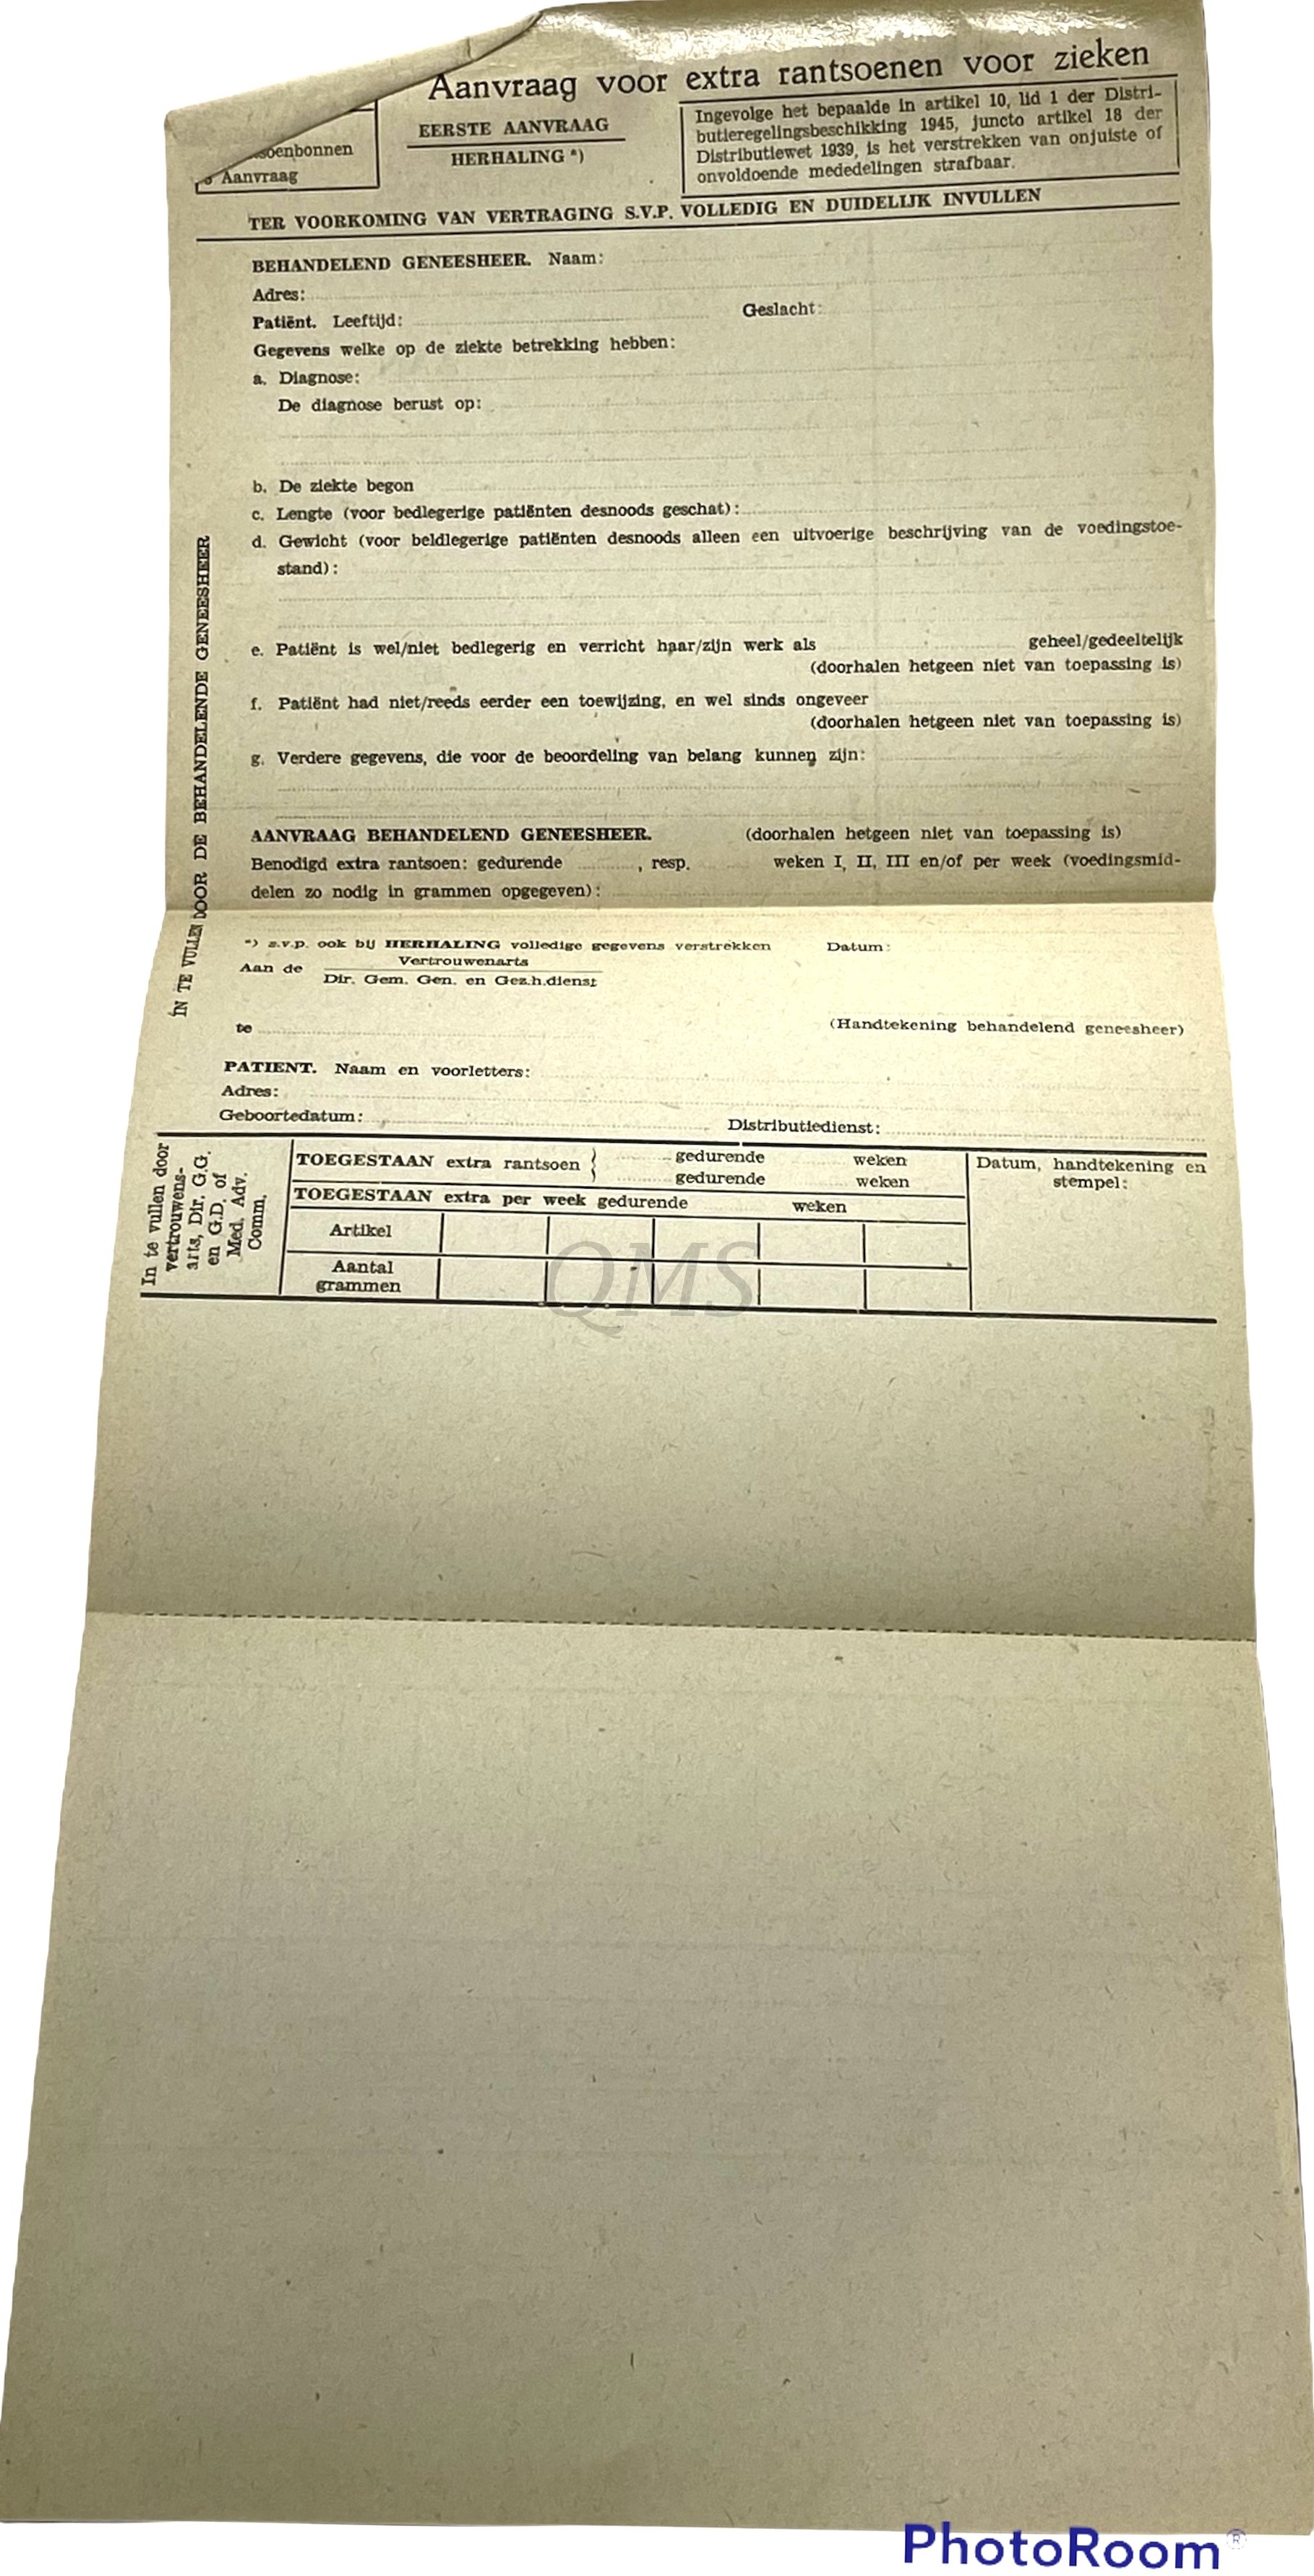 Aanvraag voor extra rantsoenen voor zieken
EERSTE AANVRAAG
HERHALING *)
Aanvraag
Ingevolge het bepaalde in artikel 10, lid 1 der Distri-
butieregelingsbeschikking 1945, juncto artikel 18 der
Distributiewet 1939, is het verstrekken van onjuiste of
onvoldoende mededelingen strafbaar.
TER VOORKOMING VAN VERTRAGING S.V.P. VOLLEDIG EN DUIDELIJK INVULLEN
IN TE VULLEN DOOR DE BEHANDELENDE GENEESHEER
BEHANDELEND GENEESHEER. Naam:
Adres:
Patiënt. Leeftijd: Geslacht:
Gegevens welke op de ziekte betrekking hebben:
a. Diagnose:
De diagnose berust op:
b. De ziekte begon
c. Lengte (voor bedlegerige patiënten desnoods geschat):
d. Gewicht (voor beldlegerige patiënten desnoods alleen een uitvoerige beschrijving van de voedingstoe-
stand):
e. Patiënt is wel/niet bedlegerig en verricht haar/zijn werk als geheel/gedeeltelijk
(doorhalen hetgeen niet van toepassing is)
f. Patiënt had niet/reeds eerder een toewijzing, en wel sinds ongeveer
(doorhalen hetgeen niet van toepassing is)
g. Verdere gegevens, die voor de beoordeling van belang kunnen zijn:
AANVRAAG BEHANDELEND GENEESHEER. (doorhalen hetgeen niet van toepassing is)
Benodigd extra rantsoen: gedurende , resp. weken I, II, III en/of per week (voedingsmid-
delen zo nodig in grammen opgegeven):
*) s.v.p. ook bij HERHALING volledige gegevens verstrekken Datum:
Aan de Vertrouwenarts
Dir. Gem. Gen. en Gez.h.dienst
te (Handtekening behandelend geneesheer)
PATIENT. Naam en voorletters:
Adres:
Geboortedatum: Distributiedienst:
In te vullen door
vertrouwens-
arts, Dir. G.G.
en G.D. of
Med. Adv.
Comm.
TOEGESTAAN extra rantsoen } gedurende weken
gedurende weken
TOEGESTAAN extra per week gedurende weken
Artikel
Aantal
grammen
Datum, handtekening en
stempel:
QMS
PhotoRoom®